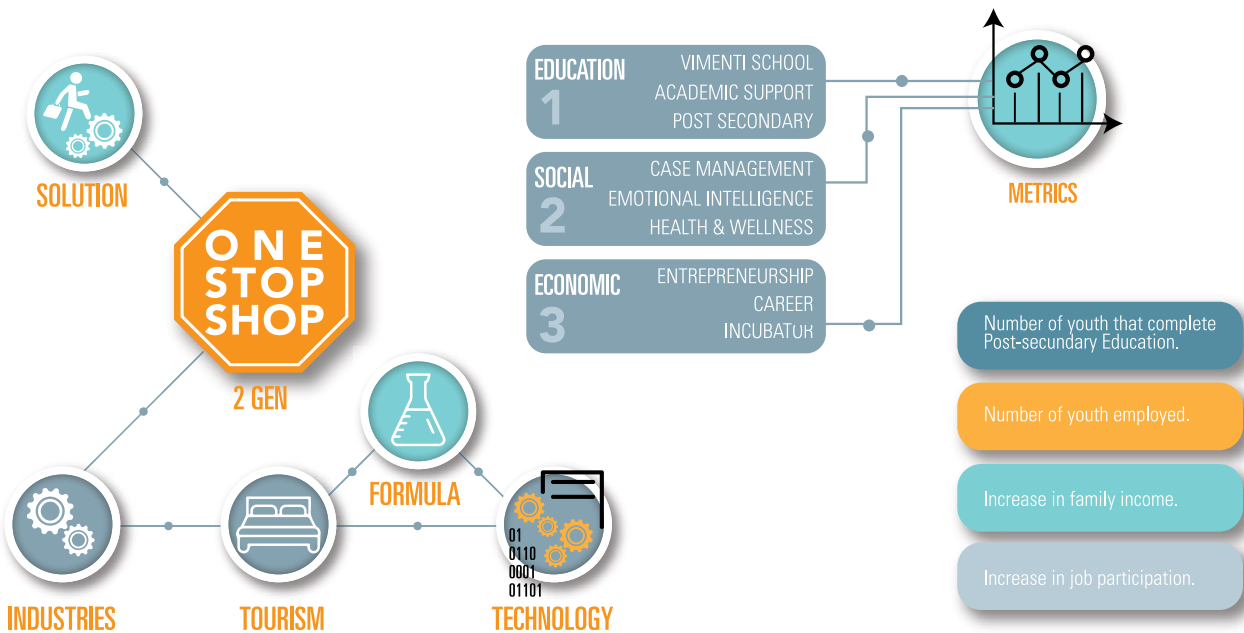 SOLUTION
ONE
STOP
SHOP
2 GEN
FORMULA
INDUSTRIES
TOURISM
01
0110
0001
01101
TECHNOLOGY
EDUCATION
1
VIMENTI SCHOOL
ACADEMIC SUPPORT
POST SECONDARY
SOCIAL
2
CASE MANAGEMENT
EMOTIONAL INTELLIGENCE
HEALTH & WELLNESS
ECONOMIC
3
ENTREPRENEURSHIP
CAREER
INCUBATOR
METRICS
Number of youth that complete
Post-secondary Education.
Number of youth employed.
Increase in family income.
Increase in job participation.